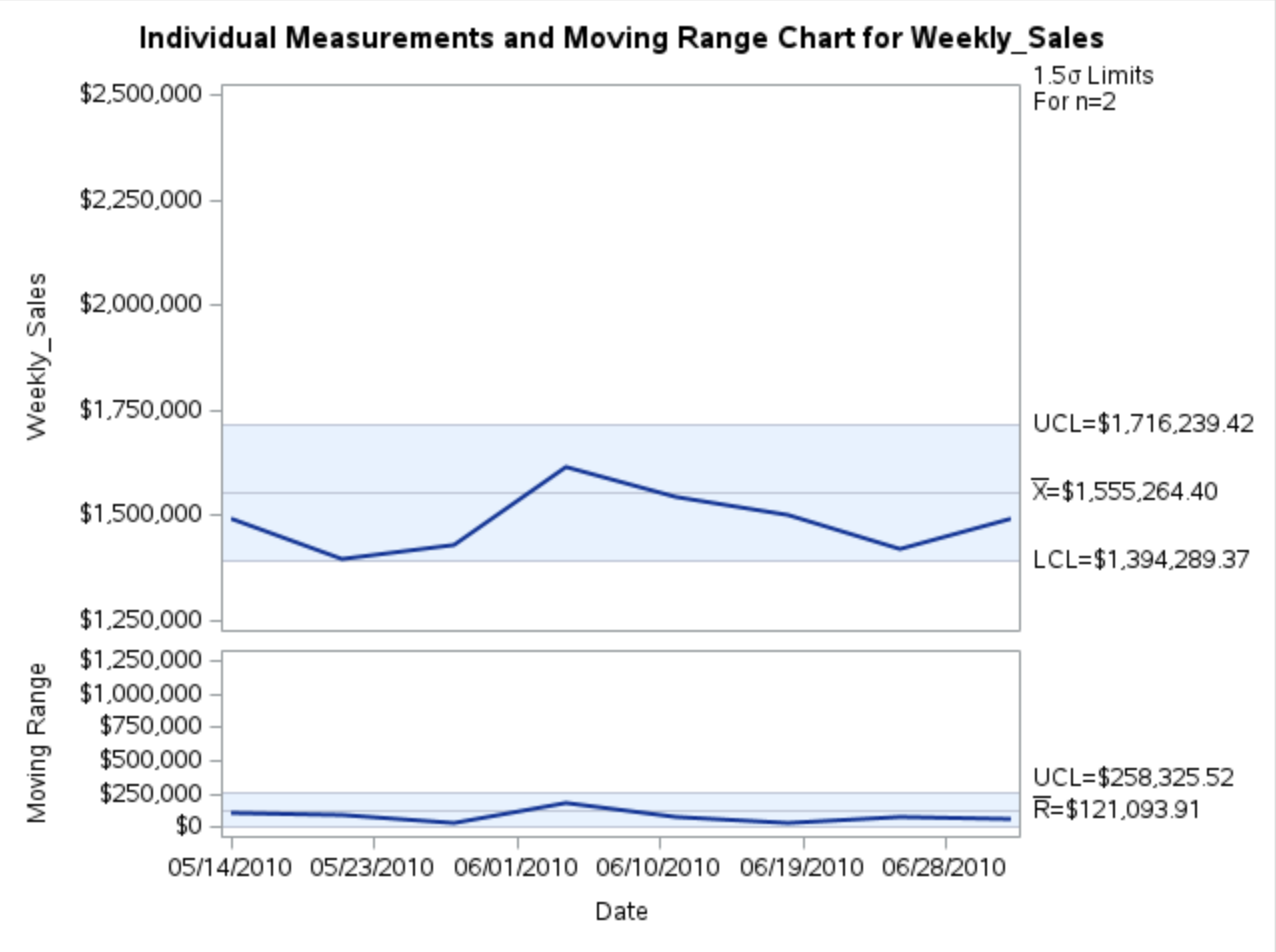 Individual Measurements and Moving Range Chart for Weekly_Sales
1.5σ Limits
For n=2
Weekly_Sales
$2,500,000
$2,250,000
$2,000,000
$1,750,000
$1,500,000
$1,250,000
UCL=$1,716,239.42
X̅=$1,555,264.40
LCL=$1,394,289.37
Moving Range
$1,250,000
$1,000,000
$750,000
$500,000
$250,000
$0
UCL=$258,325.52
R̅=$121,093.91
05/14/2010 05/23/2010 06/01/2010 06/10/2010 06/19/2010 06/28/2010
Date